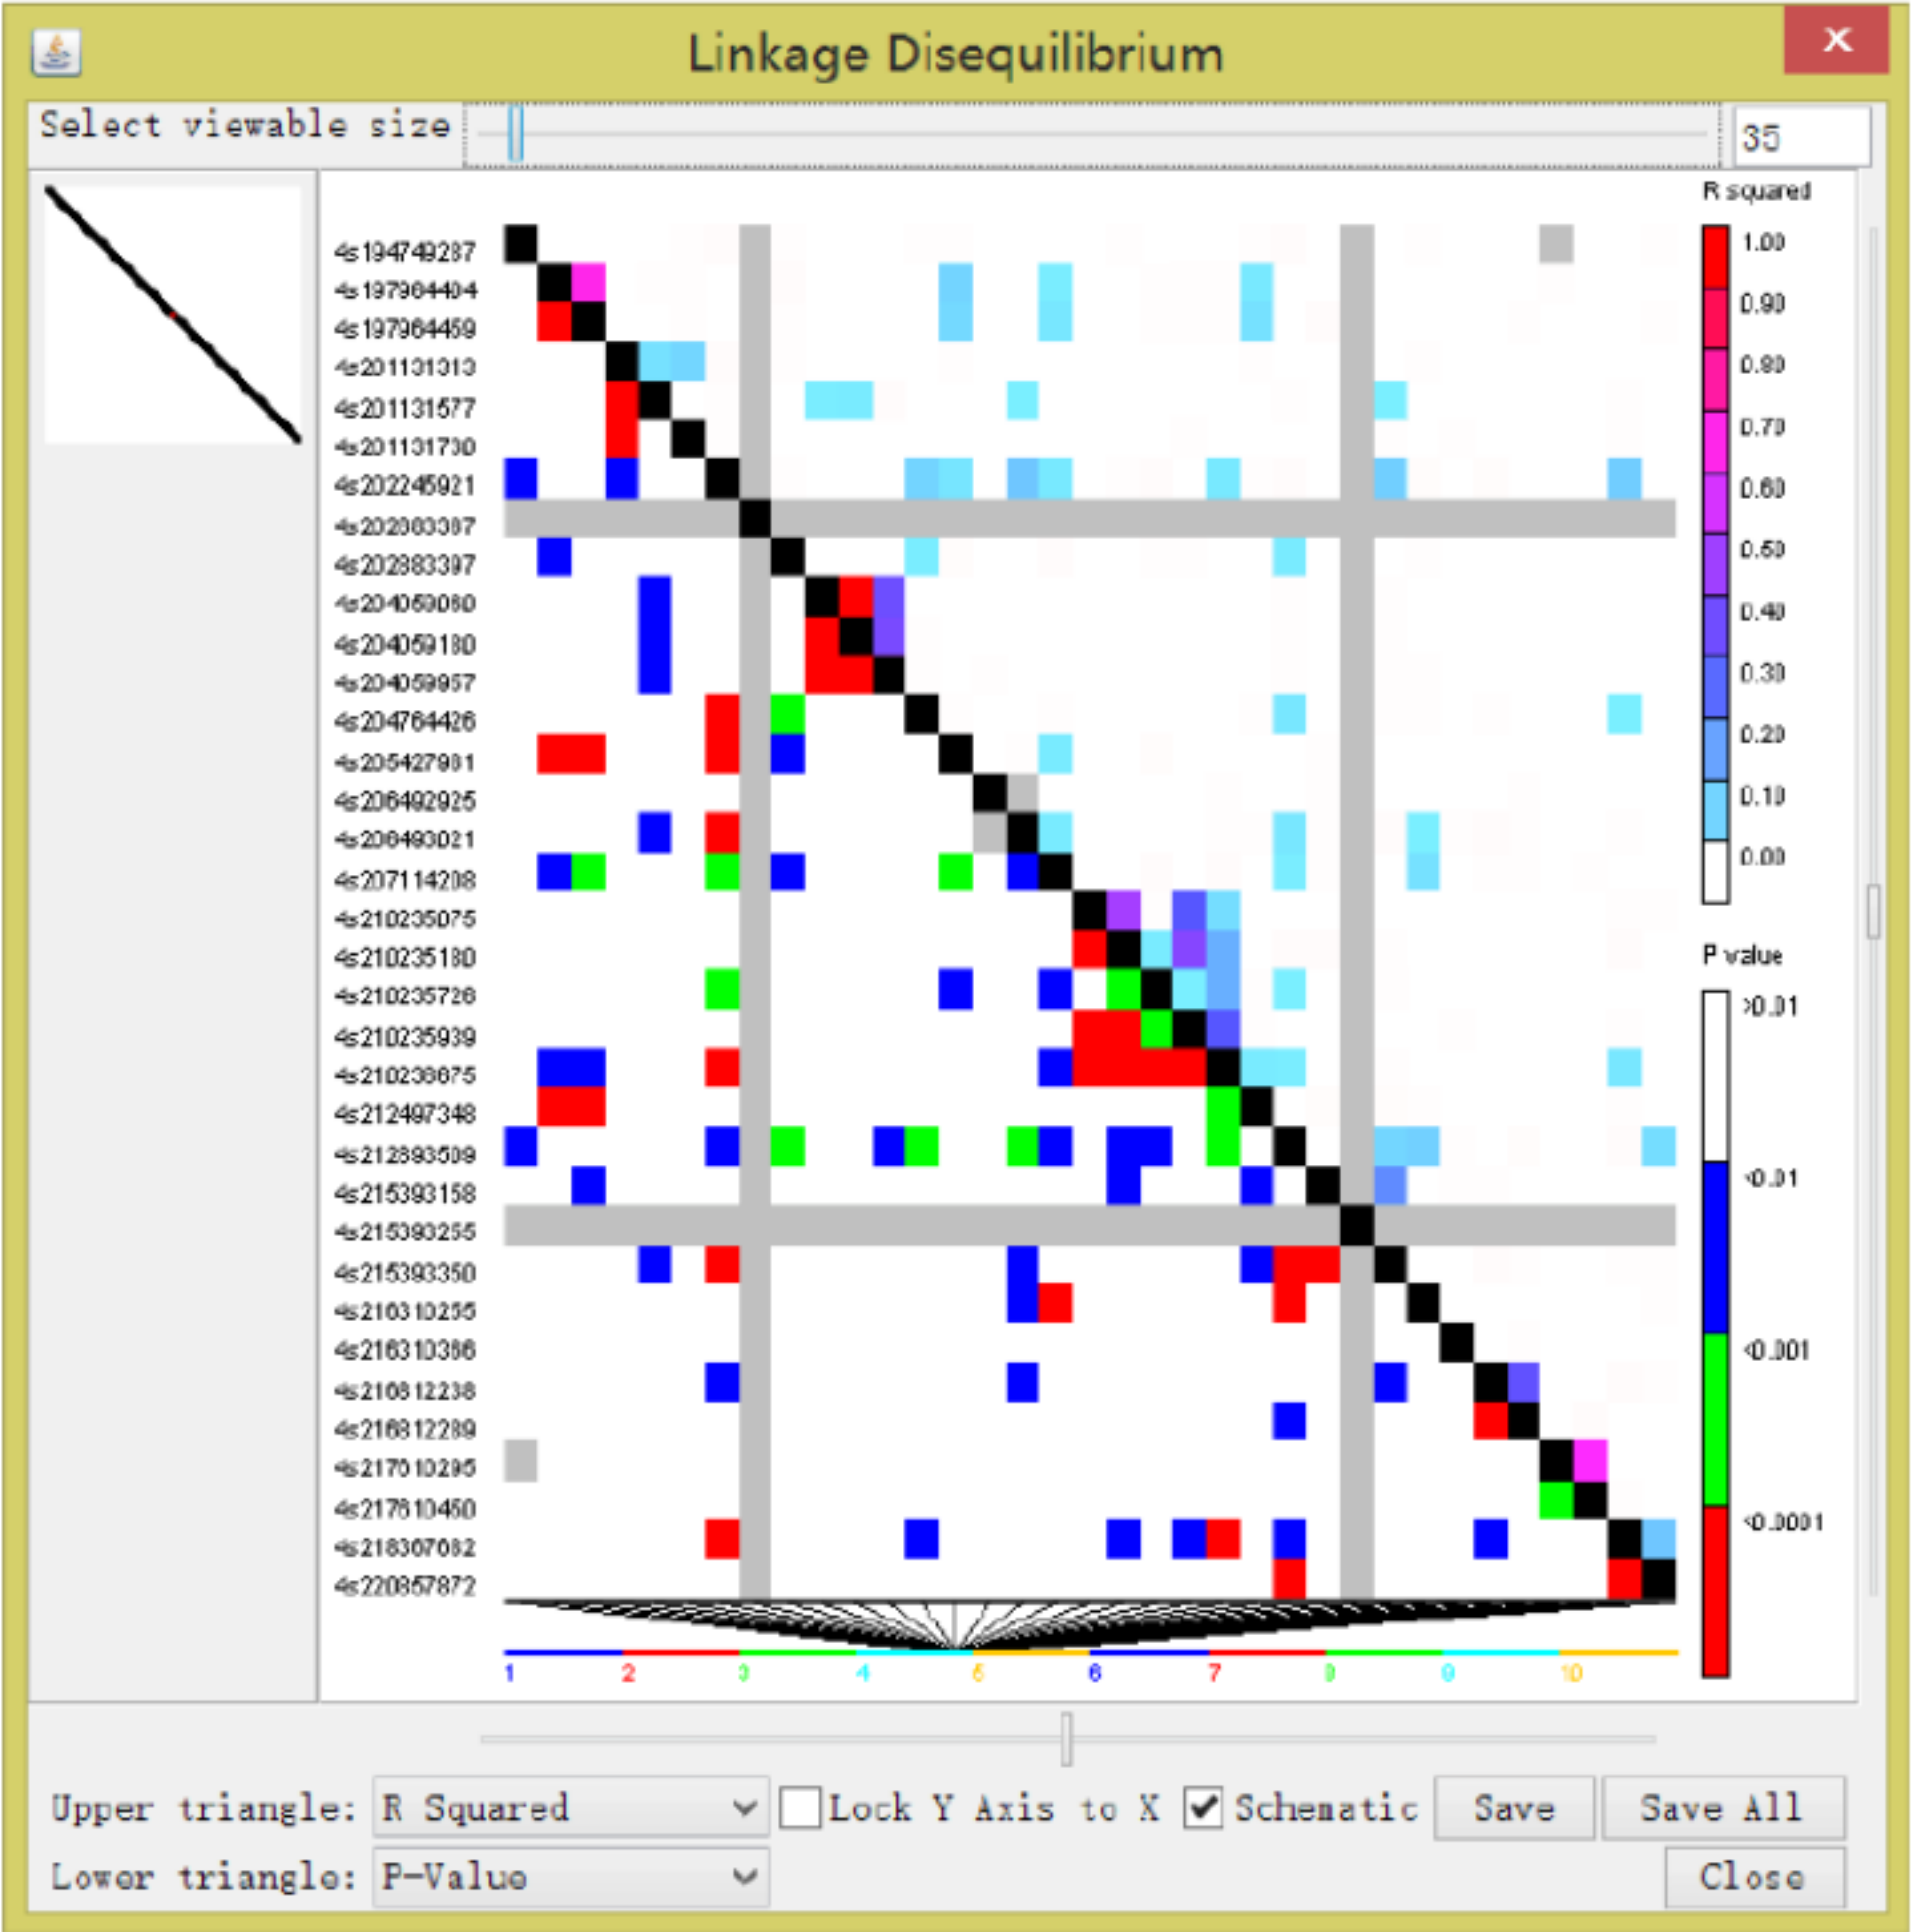 Linkage Disequilibrium
x
Select viewable size
35
R squared
1.00
0.90
0.80
0.70
0.60
0.50
0.40
0.30
0.20
0.10
0.00
P value
>0.01
<0.01
<0.001
<0.0001
4s194749287
4s197964404
4s197964459
4s201131313
4s201131577
4s201131730
4s202245921
4s202883387
4s202883397
4s204059060
4s204059180
4s204059957
4s204764426
4s205427981
4s206492925
4s206493021
4s207114208
4s210235075
4s210235180
4s210235726
4s210235939
4s210236675
4s212497348
4s212893509
4s215393158
4s215393255
4s215393350
4s216310255
4s216310386
4s216812238
4s216812289
4s217610295
4s217610450
4s218307082
4s220857872
1 2 3 4 5 6 7 8 9 10
Upper triangle: R Squared Lock Y Axis to X Schematic Save Save All
Lower triangle: P-Value Close